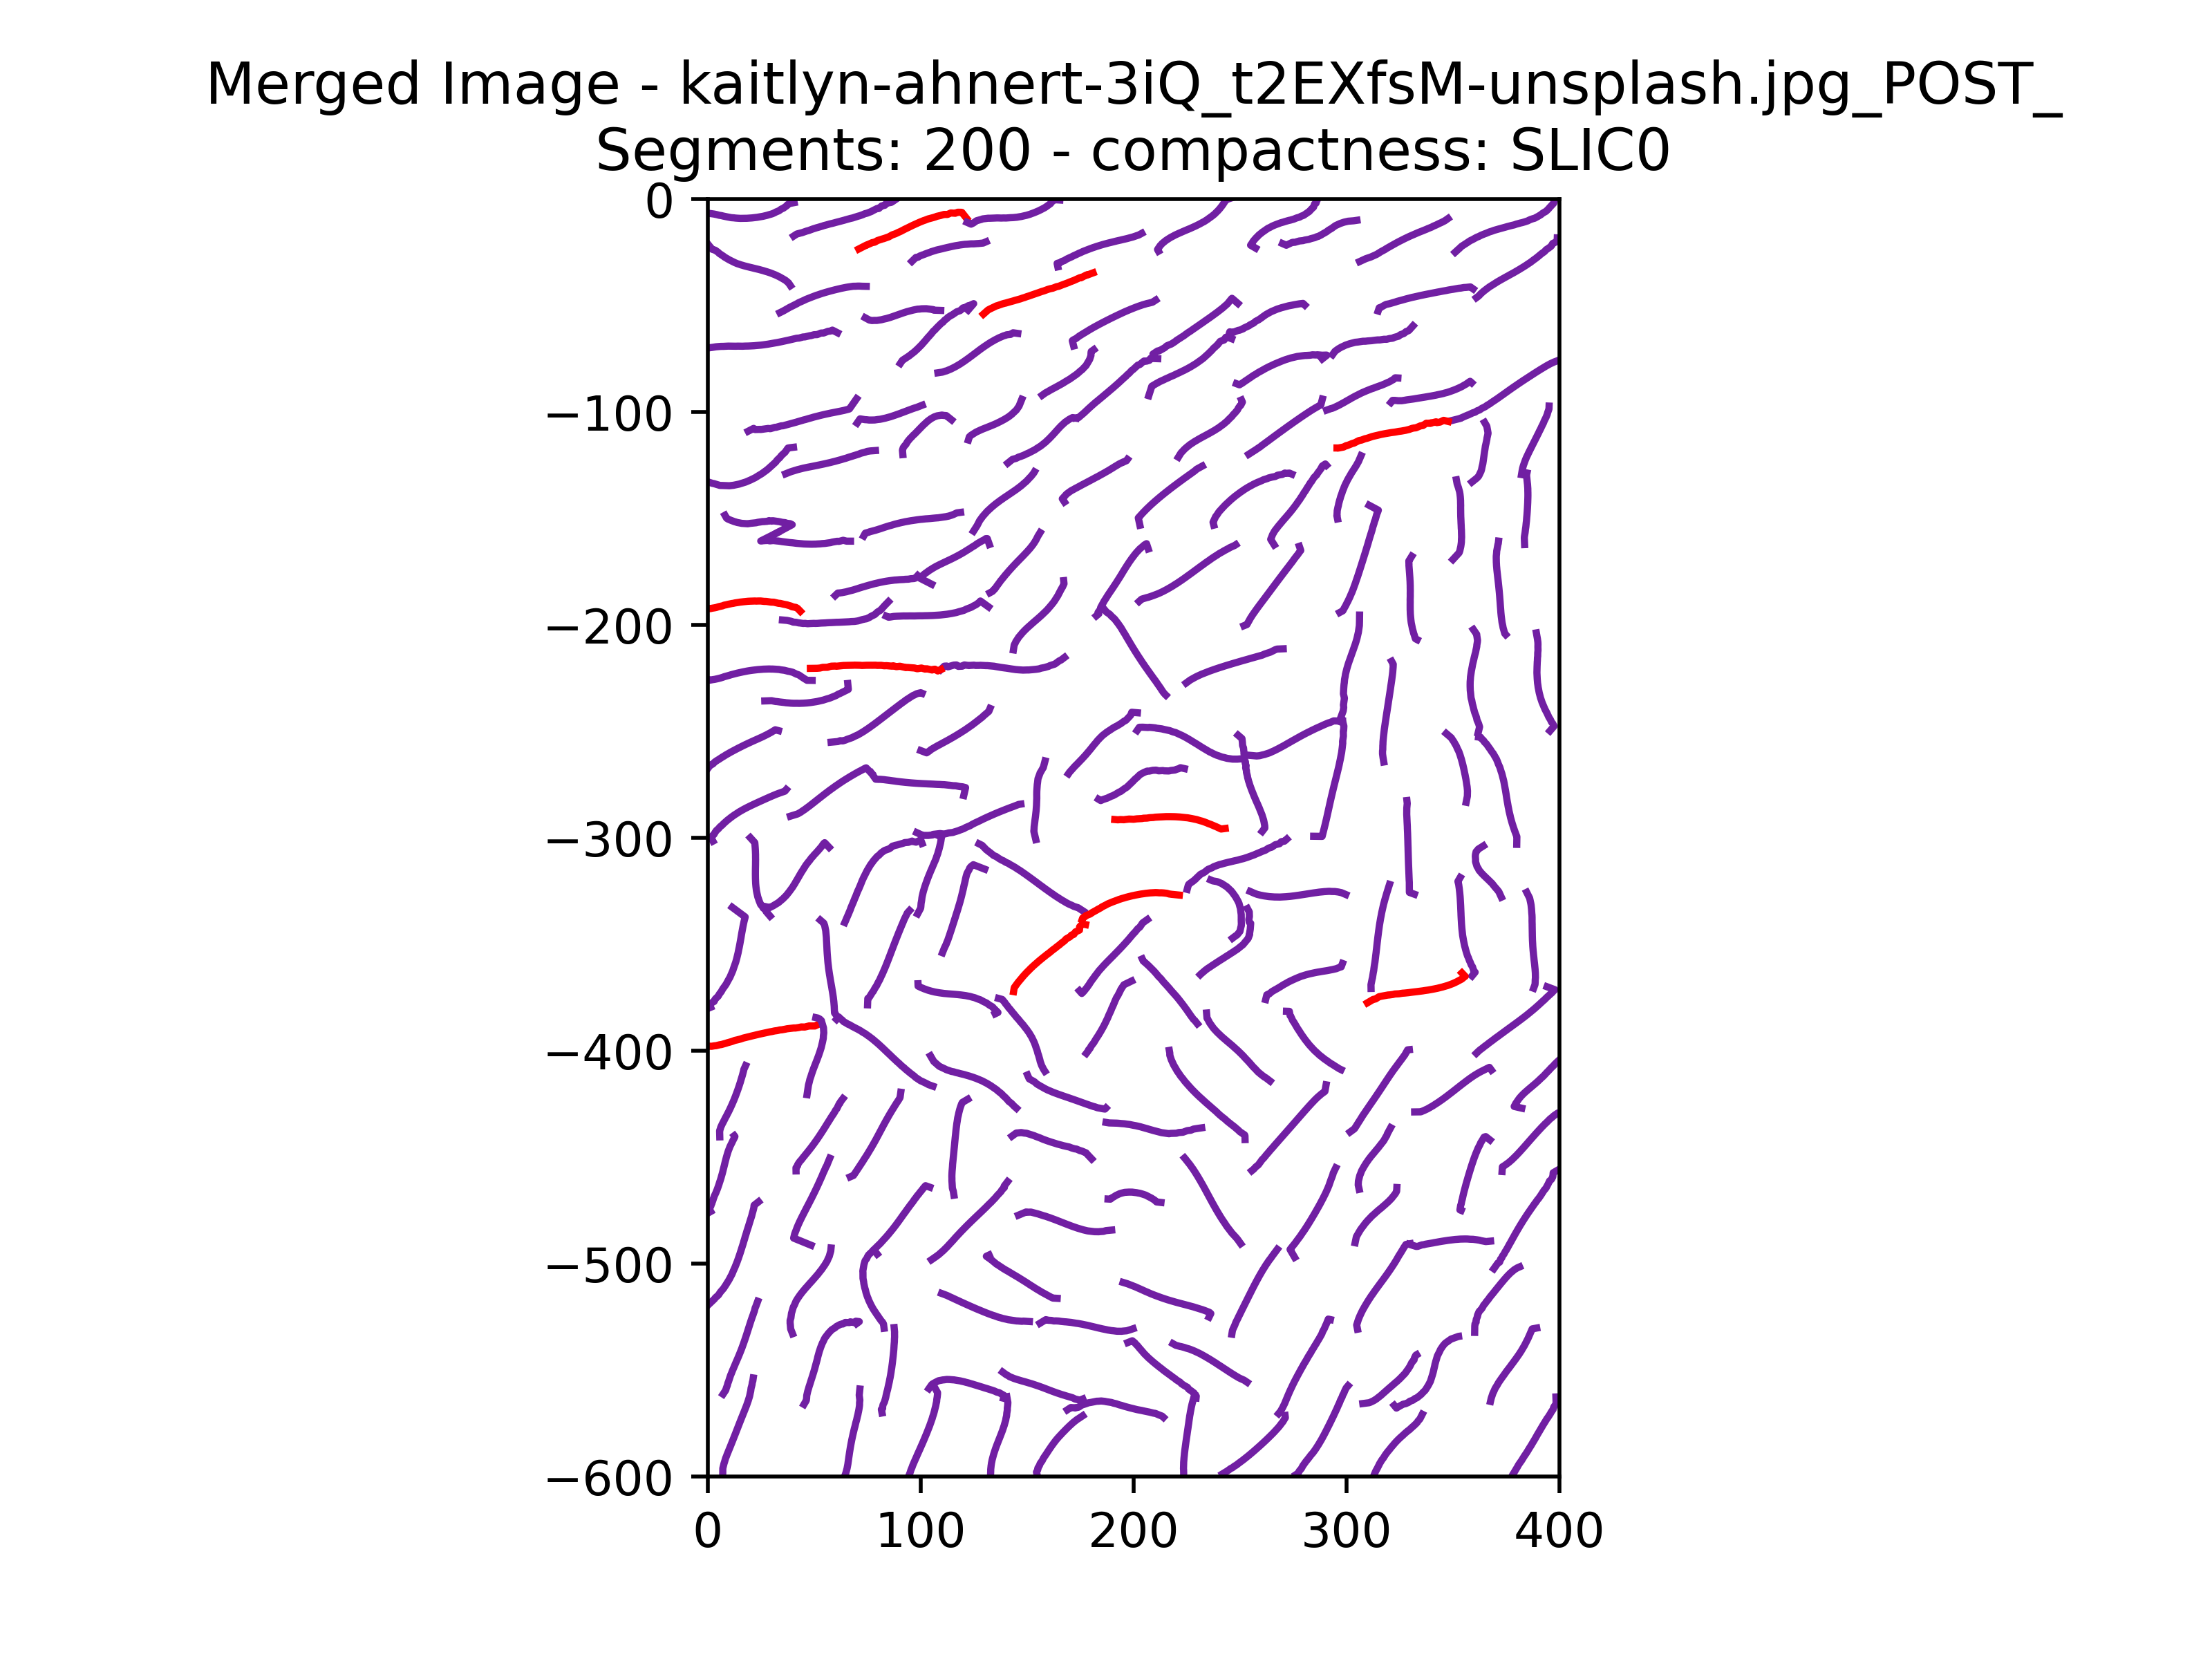 Merged Image - kaitlyn-ahnert-3iQ_t2EXfsM-unsplash.jpg_POST_
Segments: 200 - compactness: SLIC0
0
−100
−200
−300
−400
−500
−600
0 100 200 300 400